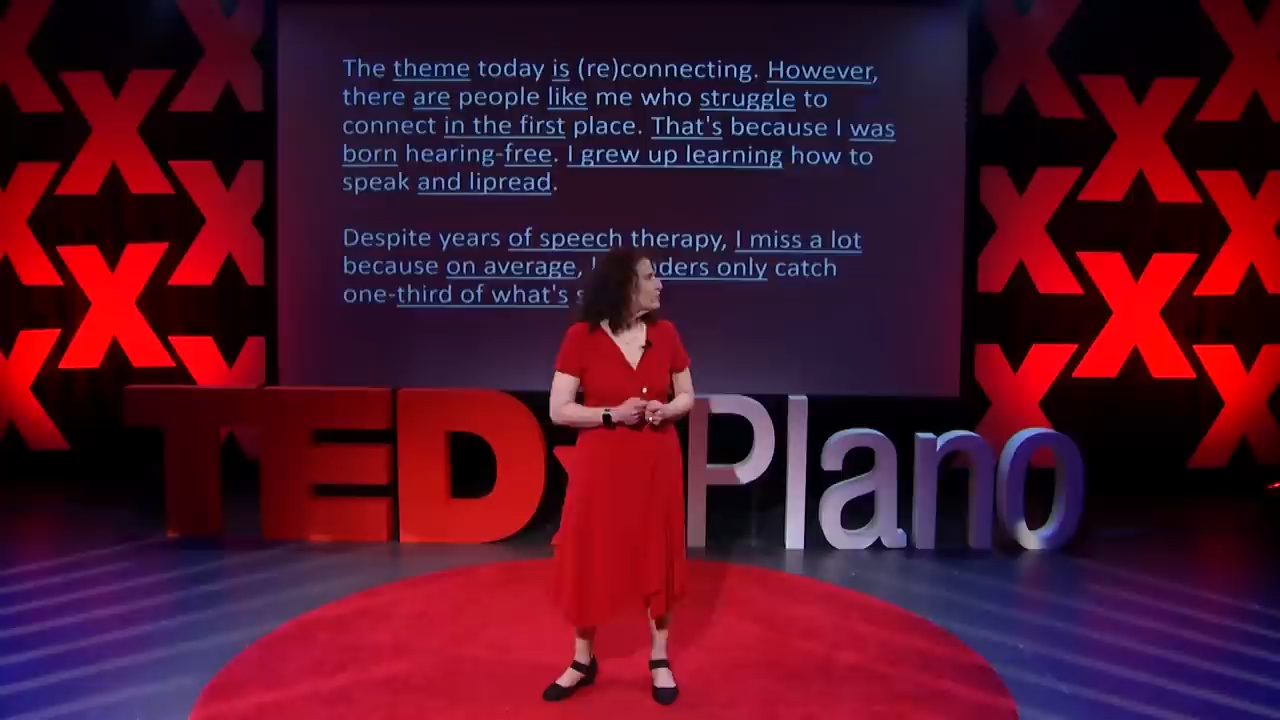 The theme today is (re)connecting. However,
there are people like me who struggle to
connect in the first place. That's because I was
born hearing-free. I grew up learning how to
speak and lipread.
Despite years of speech therapy, I miss a lot
because on average, only catch
one-third of what's
TEDx Plano